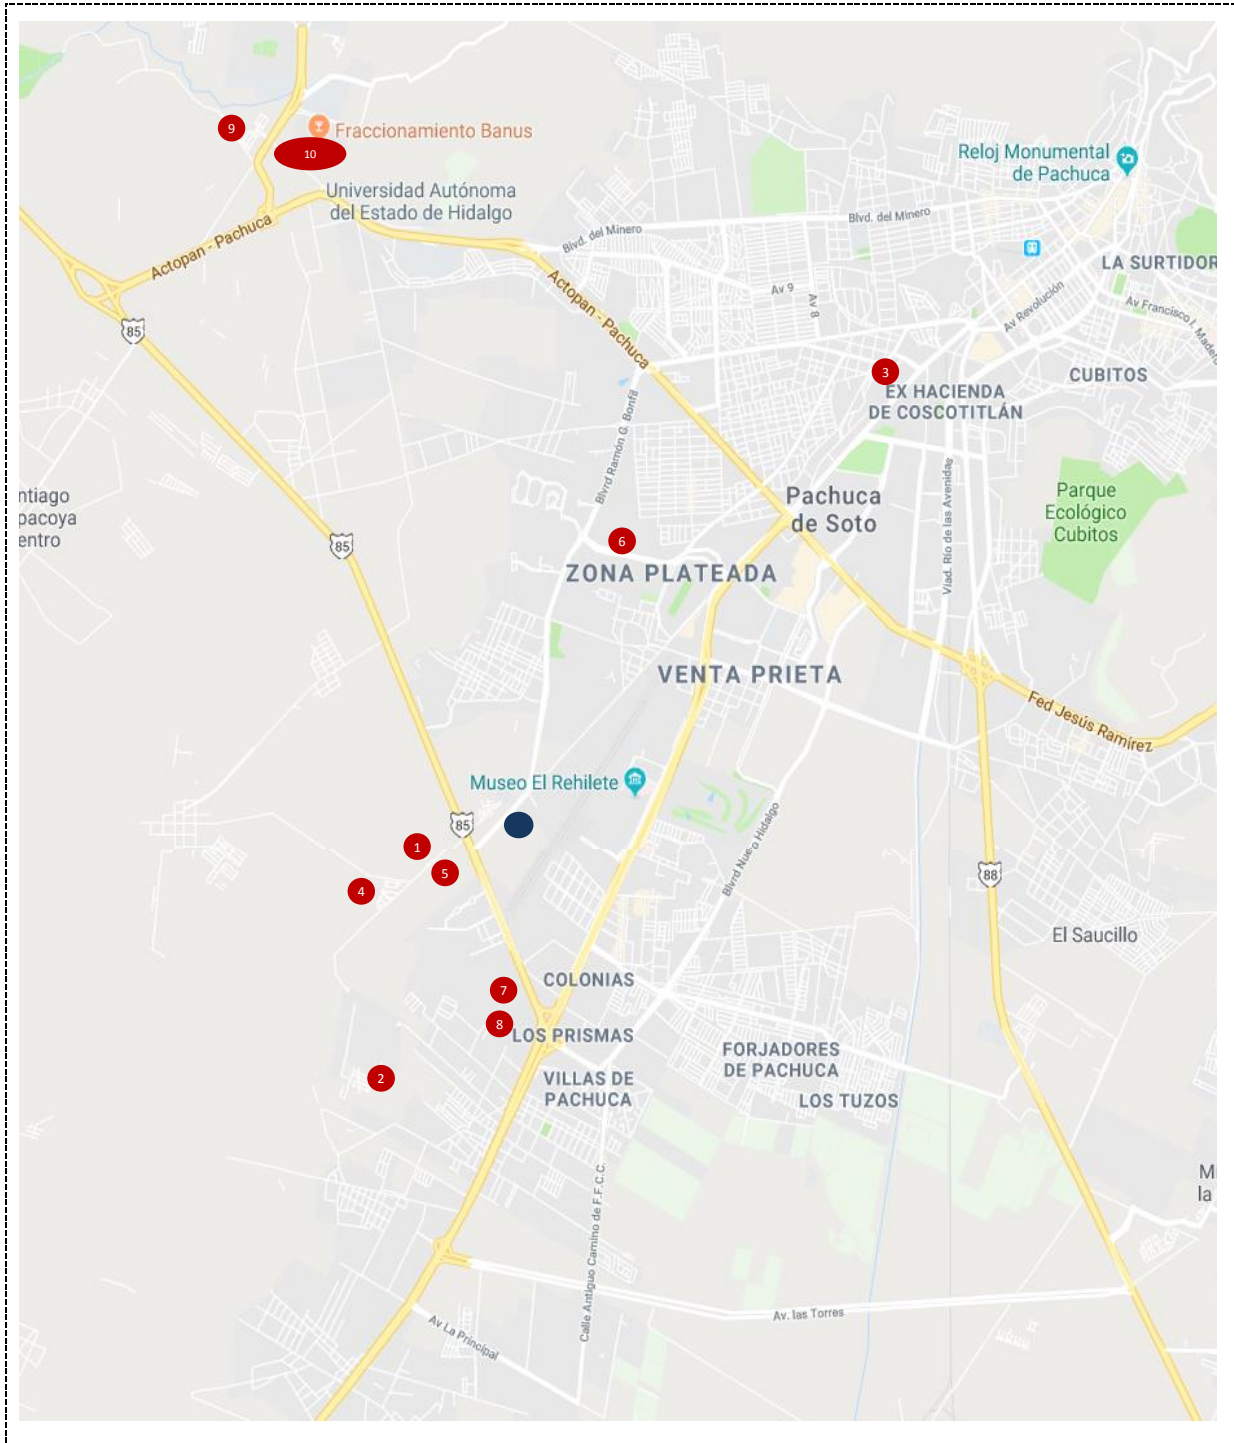 9
Fraccionamiento Banus
10
Reloj Monumental
de Pachuca
Universidad Autónoma
del Estado de Hidalgo
Blvd. del Minero
Blvd. del Minero
Actopan - Pachuca
LA SURTIDOR
Actopan - Pachuca
Av 9
Av 8
Av Revolución
Av Francisco I. Madero
85
3
CUBITOS
EX HACIENDA
DE COSCOTITLÁN
Blvrd Ramón G. Bonfil
ntiago
pacoya
entro
Pachuca
de Soto
Viad. Río de las Avenidas
Parque
Ecológico
Cubitos
85
6
ZONA PLATEADA
VENTA PRIETA
Fed Jesús Ramírez
Museo El Rehilete
85
1
5
4
Blvrd Nuevo Hidalgo
88
El Saucillo
COLONIAS
7
8
LOS PRISMAS
FORJADORES
DE PACHUCA
2
VILLAS DE
PACHUCA
LOS TUZOS
M
la
Calle Antiguo Camino de F.F.C.C.
Av. las Torres
Av La Principal